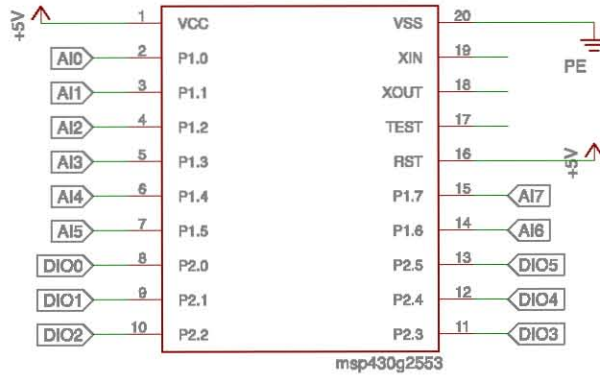 +5V 1 VCC VSS 20
AI0 2 P1.0 XIN 19 PE
AI1 3 P1.1 XOUT 18
AI2 4 P1.2 TEST 17
AI3 5 P1.3 RST 16 +5V
AI4 6 P1.4 P1.7 15 AI7
AI5 7 P1.5 P1.6 14 AI6
DIO0 8 P2.0 P2.5 13 DIO5
DIO1 9 P2.1 P2.4 12 DIO4
DIO2 10 P2.2 P2.3 11 DIO3
msp430g2553